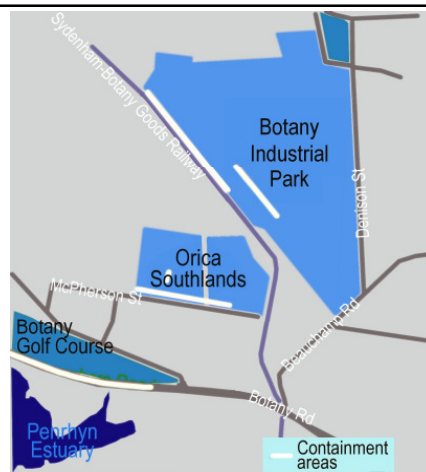 Sydenham-Botany Goods Railway
Botany
Industrial
Park
Denison St
Orica
Southlands
McPherson St
Botany
Golf Course
Beauchamp Rd
Botany Rd
Penrhyn
Estuary
Containment
areas